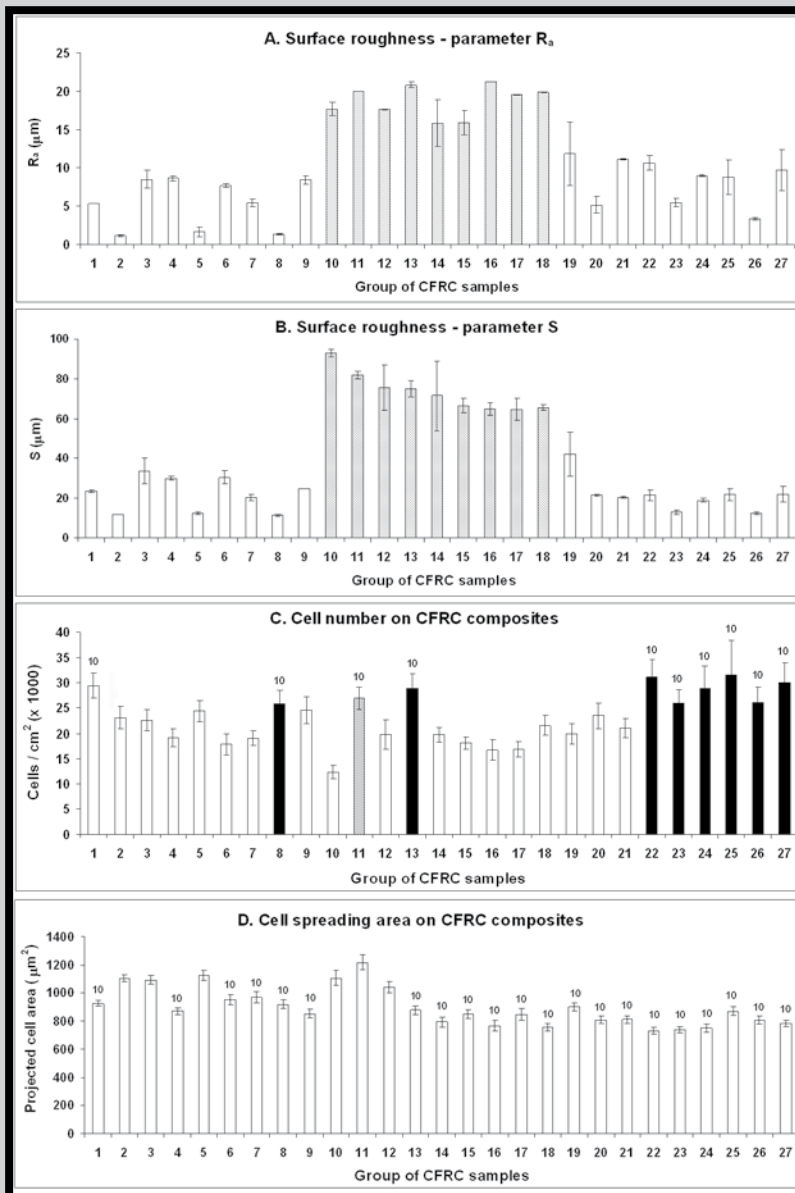 A. Surface roughness - parameter Rₐ
25
20
15
10
5
0
Rₐ (μm)
1 2 3 4 5 6 7 8 9 10 11 12 13 14 15 16 17 18 19 20 21 22 23 24 25 26 27
Group of CFRC samples
B. Surface roughness - parameter S
100
80
60
40
20
0
S (μm)
1 2 3 4 5 6 7 8 9 10 11 12 13 14 15 16 17 18 19 20 21 22 23 24 25 26 27
Group of CFRC samples
C. Cell number on CFRC composites
40
35
30
25
20
15
10
5
0
Cells / cm² (x 1000)
10 10 10 10 10 10 10 10 10 10
1 2 3 4 5 6 7 8 9 10 11 12 13 14 15 16 17 18 19 20 21 22 23 24 25 26 27
Group of CFRC samples
D. Cell spreading area on CFRC composites
1400
1200
1000
800
600
400
200
0
Projected cell area (μm²)
10 10 10 10 10 10 10 10 10 10 10 10 10 10 10 10 10 10 10 10 10
1 2 3 4 5 6 7 8 9 10 11 12 13 14 15 16 17 18 19 20 21 22 23 24 25 26 27
Group of CFRC samples